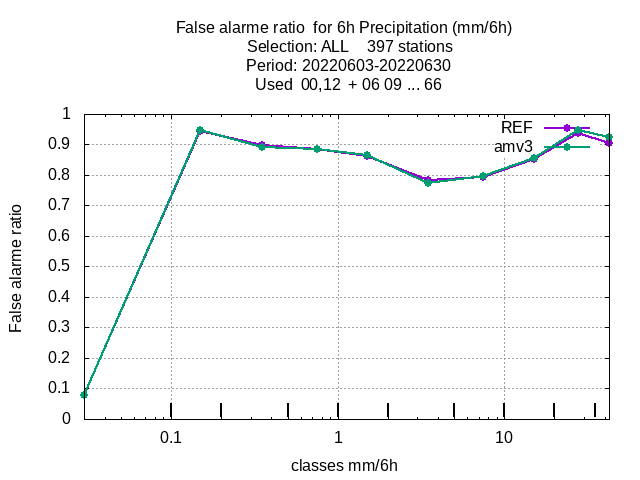 False alarme ratio  for 6h Precipitation (mm/6h)
Selection: ALL    397 stations
Period: 20220603-20220630
Used  00,12  + 06 09 ... 66
1
0.9
0.8
0.7
0.6
0.5
0.4
0.3
0.2
0.1
0
False alarme ratio
REF
amv3
0.1
1
10
classes mm/6h